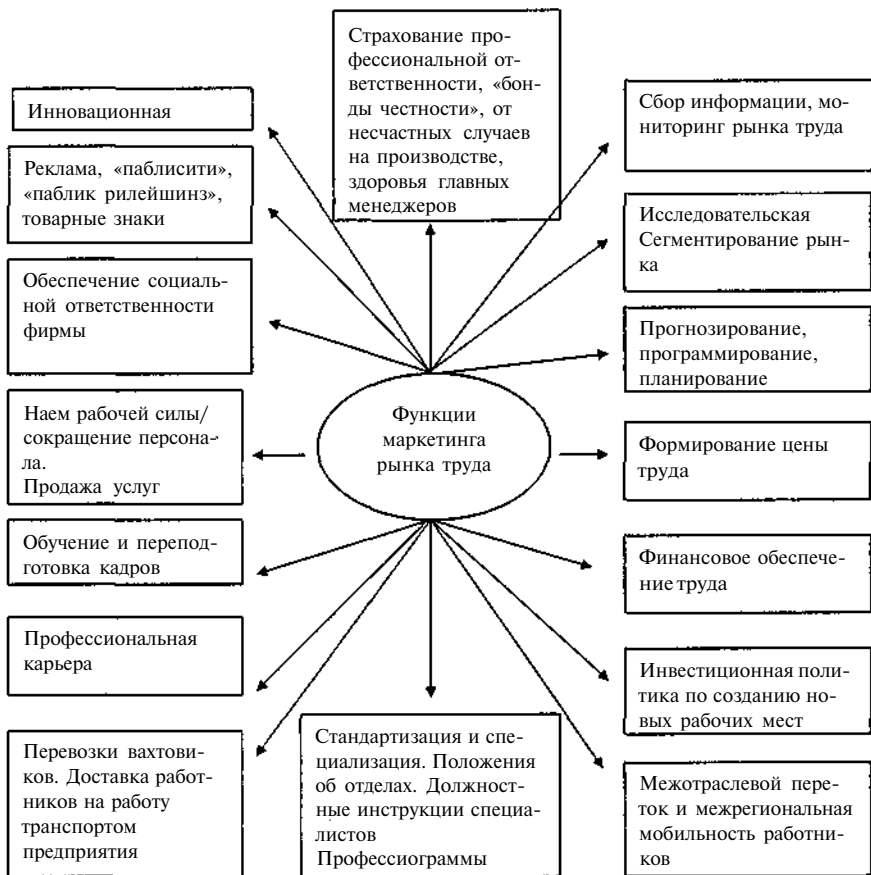 Страхование про-
фессиональной от-
ветственности, «бон-
ды честности», от
несчастных случаев
на производстве,
здоровья главных
менеджеров
Инновационная
Реклама, «паблисити»,
«паблик рилейшинз»,
товарные знаки
Обеспечение социаль-
ной ответственности
фирмы
Наем рабочей силы/
сокращение персона-
ла.
Продажа услуг
Обучение и переподготовка
готовка кадров
Профессиональная
карьера
Перевозки вахтови-
ков. Доставка работ-
ников на работу
транспортом
предприятия
Функции
маркетинга
рынка труда
Стандартизация и спе-
циализация. Положения
об отделах. Должност-
ные инструкции специа-
листов
Профессиограммы
Сбор информации, мо-
ниторинг рынка труда
Исследовательская
Сегментирование рын-
ка
Прогнозирование,
программирование,
планирование
Формирование цены
труда
Финансовое обеспече-
ние труда
Инвестиционная поли-
тика по созданию но-
вых рабочих мест
Межотраслевой пере-
ток и межрегиональная
мобильность работни-
ков